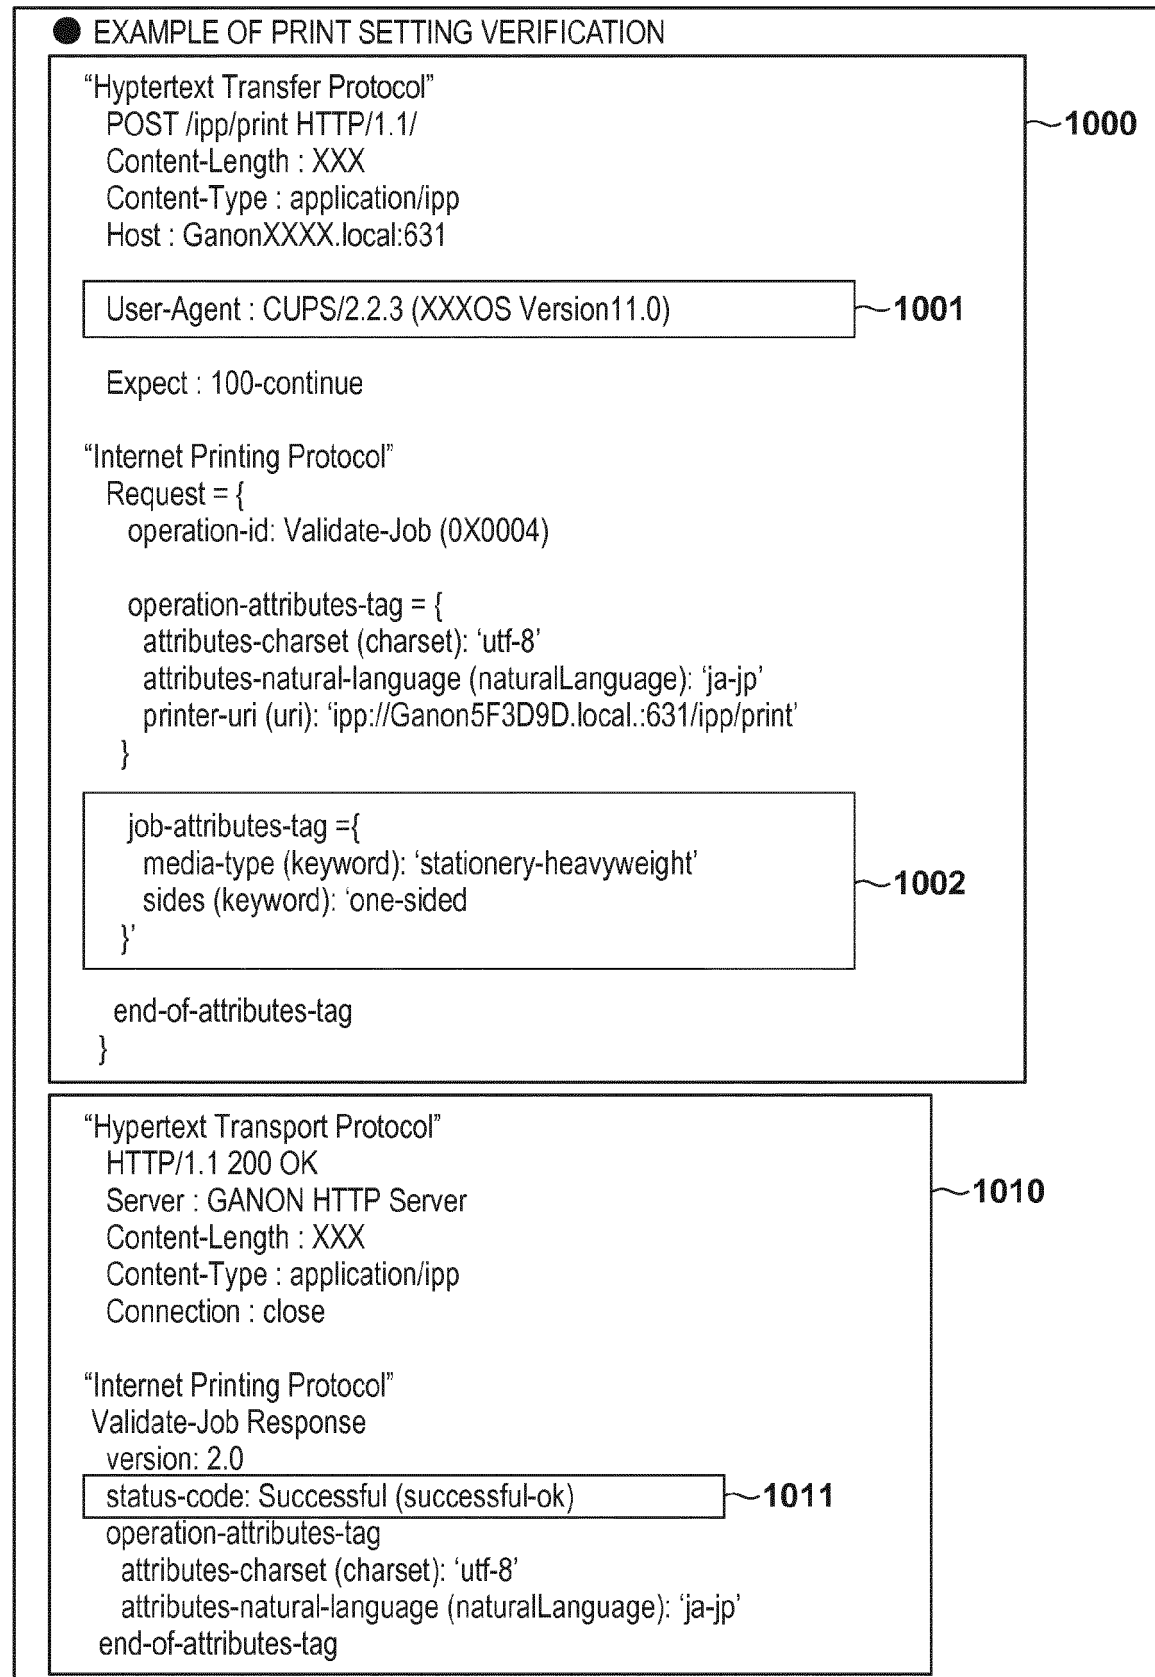 ● EXAMPLE OF PRINT SETTING VERIFICATION
“Hyptertext Transfer Protocol”
POST /ipp/print HTTP/1.1/
1000
Content-Length : XXX
Content-Type : application/ipp
Host : GanonXXXX.local:631
User-Agent : CUPS/2.2.3 (XXXOS Version11.0)
1001
Expect : 100-continue
“Internet Printing Protocol”
Request = {
operation-id: Validate-Job (0X0004)
operation-attributes-tag = {
attributes-charset (charset): ‘utf-8’
attributes-natural-language (naturalLanguage): ‘ja-jp’
printer-uri (uri): ‘ipp://Ganon5F3D9D.local.:631/ipp/print’
}
job-attributes-tag ={
media-type (keyword): ‘stationery-heavyweight’
1002
sides (keyword): ‘one-sided
}’
end-of-attributes-tag
}
“Hypertext Transport Protocol”
HTTP/1.1 200 OK
1010
Server : GANON HTTP Server
Content-Length : XXX
Content-Type : application/ipp
Connection : close
“Internet Printing Protocol”
Validate-Job Response
version: 2.0
status-code: Successful (successful-ok)
1011
operation-attributes-tag
attributes-charset (charset): ‘utf-8’
attributes-natural-language (naturalLanguage): ‘ja-jp’
end-of-attributes-tag